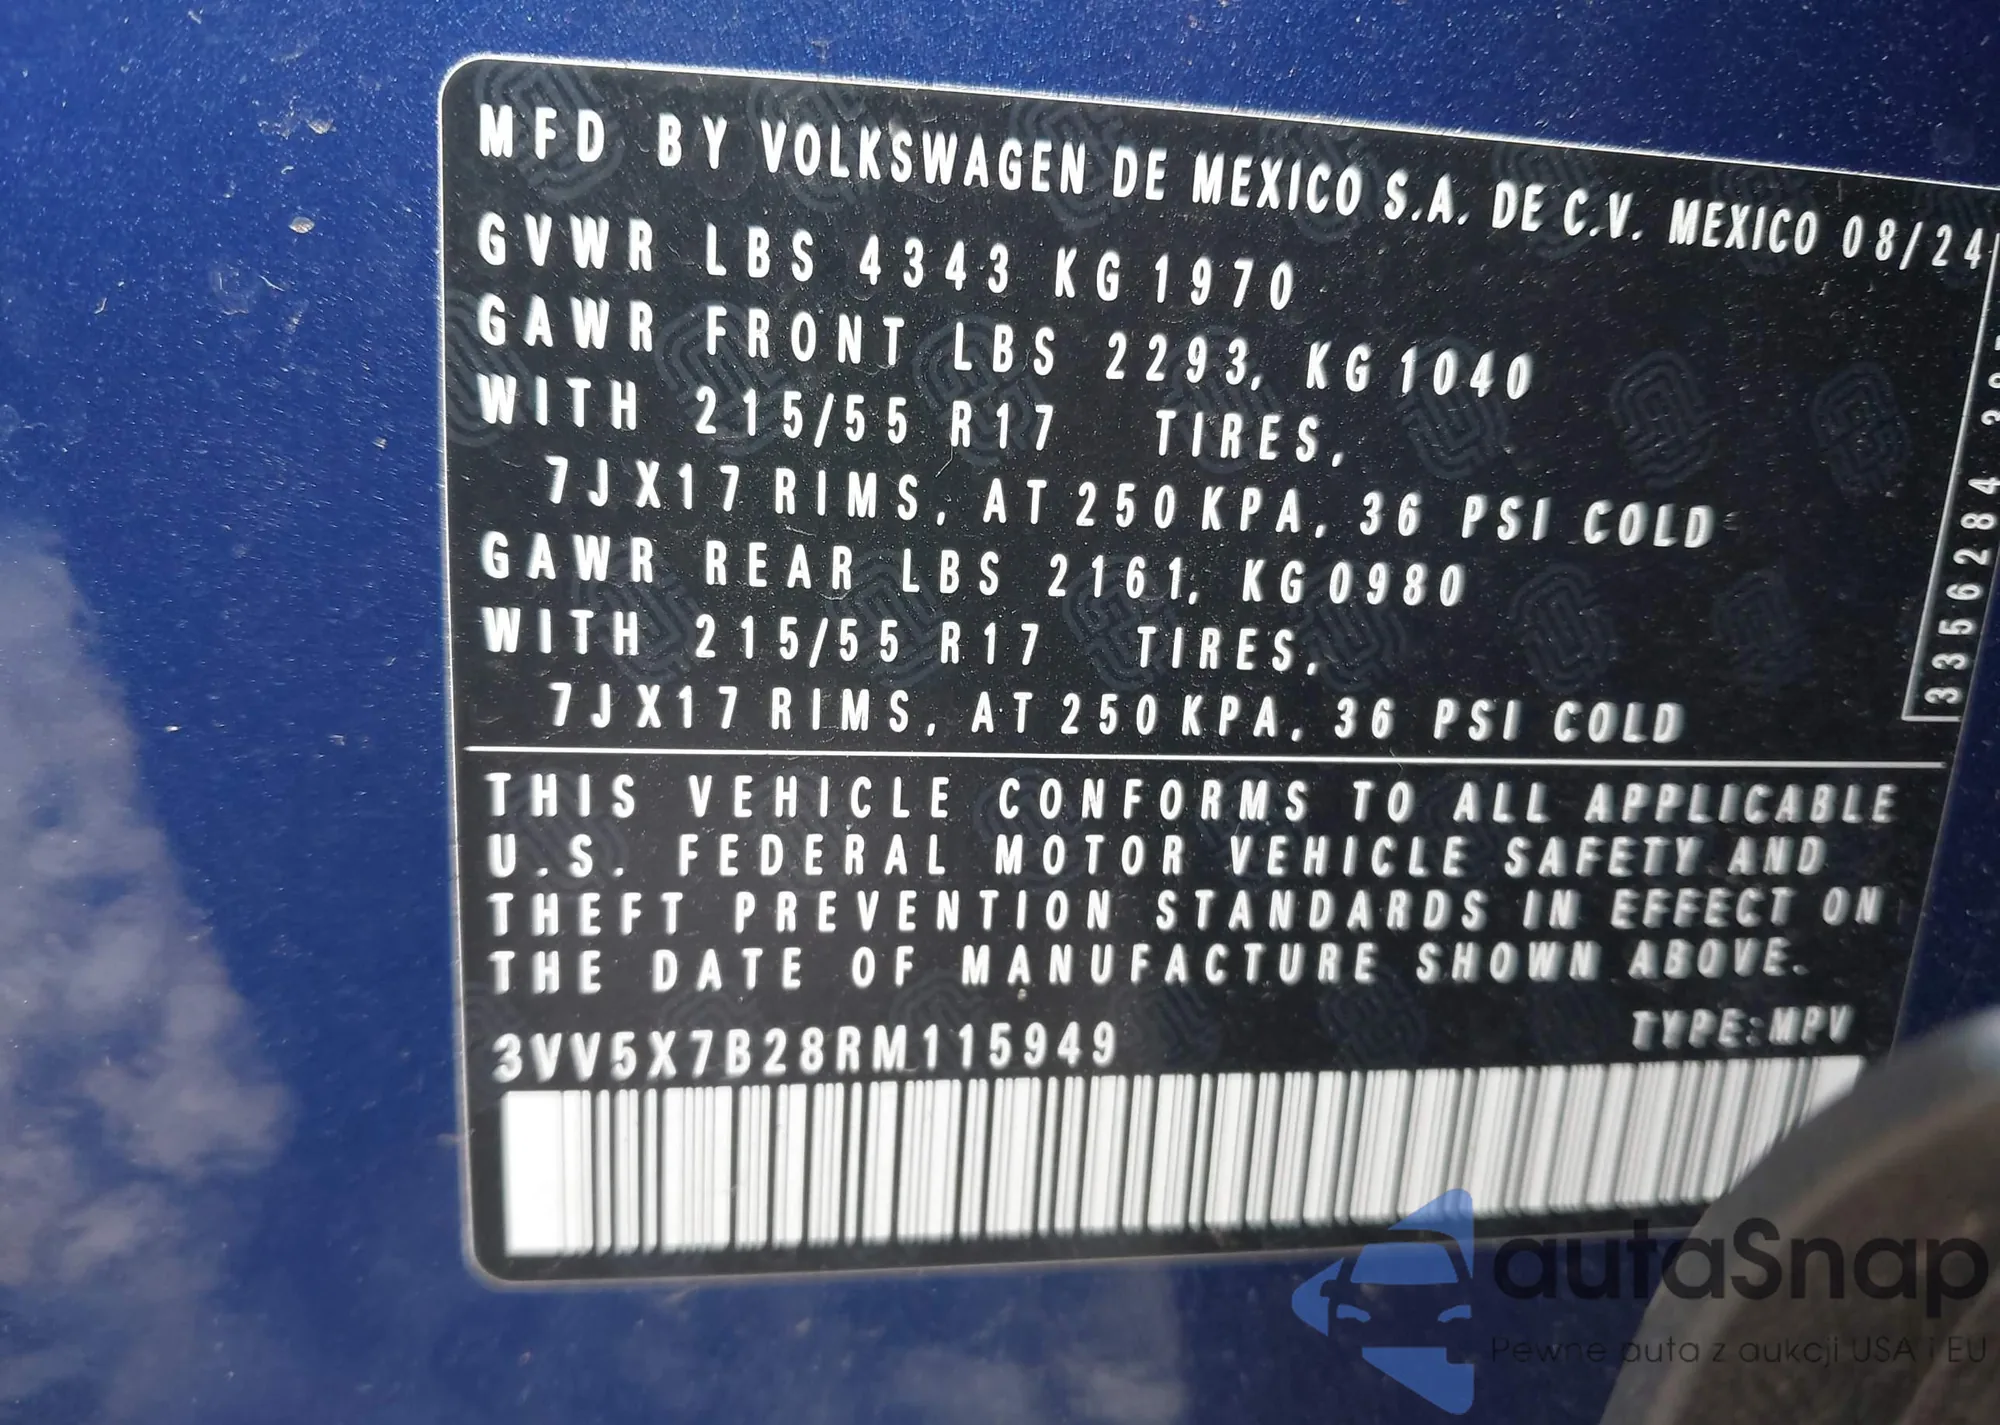 MFD BY VOLKSWAGEN DE MEXICO S.A. DE C.V. MEXICO 08/24
GVWR LBS 4343 KG 1970
GAWR FRONT LBS 2293, KG 1040
WITH 215/55 R17 TIRES,
7JX17 RIMS, AT 250 KPA, 36 PSI COLD
GAWR REAR LBS 2161, KG 0980
WITH 215/55 R17 TIRES,
7JX17 RIMS, AT 250 KPA, 36 PSI COLD
3356284
THIS VEHICLE CONFORMS TO ALL APPLICABLE
U.S. FEDERAL MOTOR VEHICLE SAFETY AND
THEFT PREVENTION STANDARDS IN EFFECT ON
THE DATE OF MANUFACTURE SHOWN ABOVE.
3VV5X7B28RM115949 TYPE:MPV
autaSnap
Pewne auta z aukcji USA i EU